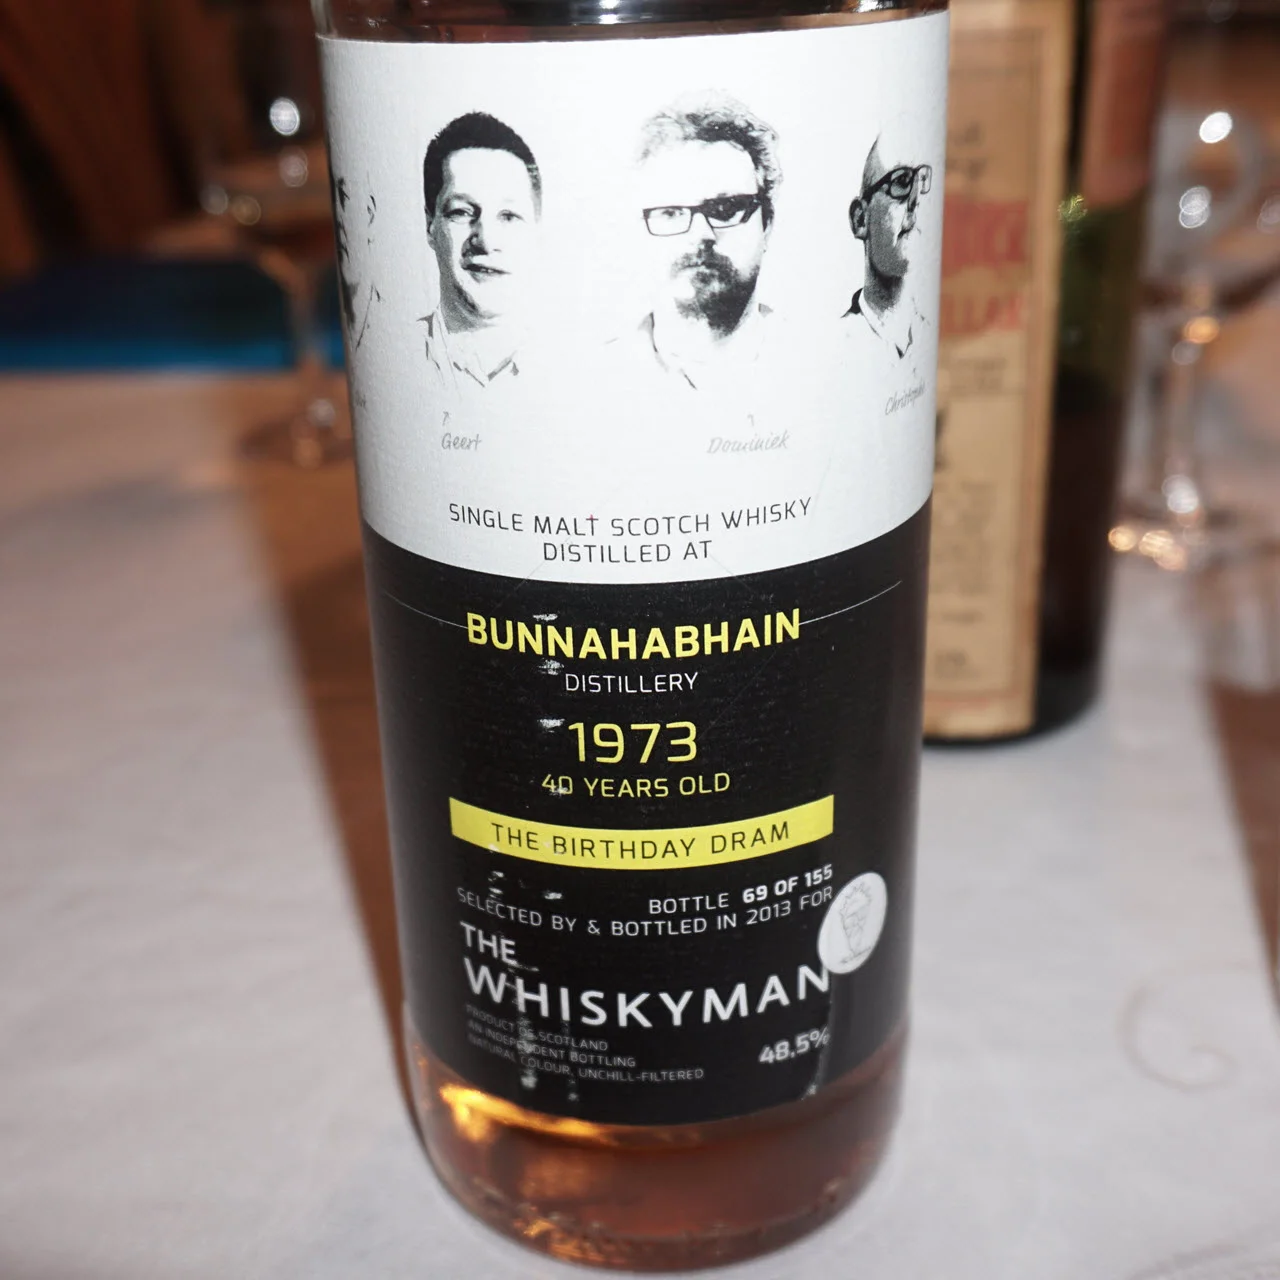 Geert
Dominiek
SINGLE MALT SCOTCH WHISKY
DISTILLED AT
BUNNAHABHAIN
DISTILLERY
1973
40 YEARS OLD
THE BIRTHDAY DRAM
BOTTLE 69 OF 155
SELECTED BY & BOTTLED IN 2013 FOR
THE
WHISKYMAN
PRODUCT OF SCOTLAND
AN INDEPENDENT BOTTLING
NATURAL COLOUR, UNCHILL-FILTERED
48.5%